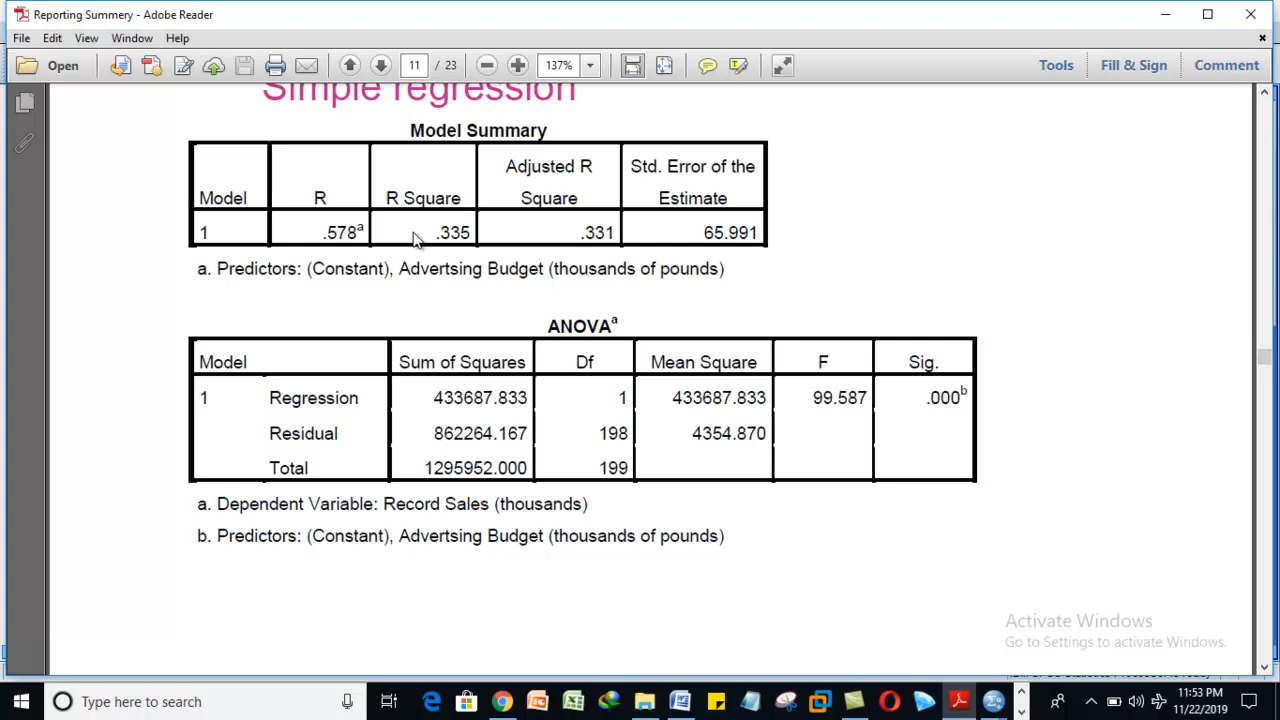 Reporting Summary - Adobe Reader
File Edit View Window Help
Open 11 / 23 137% Tools Fill & Sign Comment
Simple regression
Model Summary
Model R R Square Adjusted R Square Std. Error of the Estimate
1 .578a .335 .331 65.991
a. Predictors: (Constant), Advertsing Budget (thousands of pounds)
ANOVAa
Model Sum of Squares Df Mean Square F Sig.
1 Regression 433687.833 1 433687.833 99.587 .000b
Residual 862264.167 198 4354.870
Total 1295952.000 199
a. Dependent Variable: Record Sales (thousands)
b. Predictors: (Constant), Advertsing Budget (thousands of pounds)
Activate Windows
Go to Settings to activate Windows.
Type here to search
11:53 PM
11/22/2019